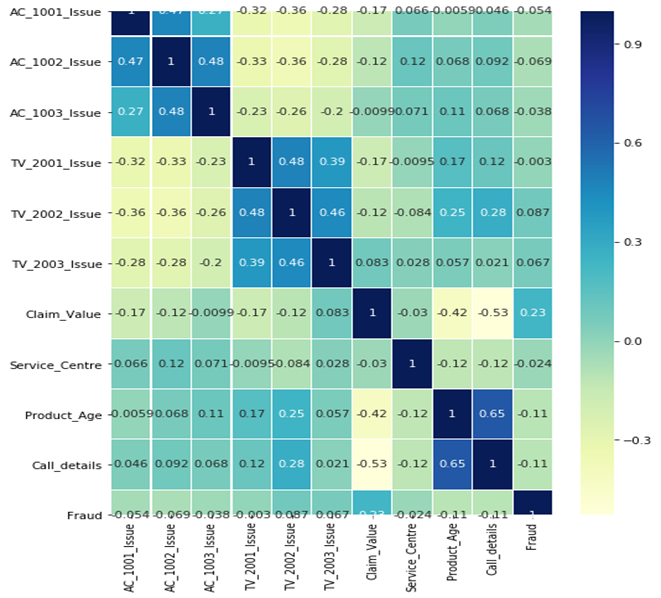 AC_1001_Issue 1 0.47 0.27 -0.32 -0.36 -0.28 -0.17 0.066 -0.0059 0.046 -0.054
AC_1002_Issue 0.47 1 0.48 -0.33 -0.36 -0.28 -0.12 0.12 0.068 0.092 -0.069
AC_1003_Issue 0.27 0.48 1 -0.23 -0.26 -0.2 -0.0099 0.071 0.11 0.068 -0.038
TV_2001_Issue -0.32 -0.33 -0.23 1 0.48 0.39 -0.17 -0.0095 0.17 0.12 -0.003
TV_2002_Issue -0.36 -0.36 -0.26 0.48 1 0.46 -0.12 -0.084 0.25 0.28 0.087
TV_2003_Issue -0.28 -0.28 -0.2 0.39 0.46 1 0.083 0.028 0.057 0.021 0.067
Claim_Value -0.17 -0.12 -0.0099 -0.17 -0.12 0.083 1 -0.03 -0.42 -0.53 0.23
Service_Centre 0.066 0.12 0.071 -0.0095 -0.084 0.028 -0.03 1 -0.12 -0.12 -0.024
Product_Age -0.0059 0.068 0.11 0.17 0.25 0.057 -0.42 -0.12 1 0.65 -0.11
Call_details 0.046 0.092 0.068 0.12 0.28 0.021 -0.53 -0.12 0.65 1 -0.11
Fraud -0.054 -0.069 -0.038 -0.003 0.087 0.067 0.23 -0.024 -0.11 -0.11 1
AC_1001_Issue
AC_1002_Issue
AC_1003_Issue
TV_2001_Issue
TV_2002_Issue
TV_2003_Issue
Claim_Value
Service_Centre
Product_Age
Call_details
Fraud
0.9
0.6
0.3
0.0
-0.3